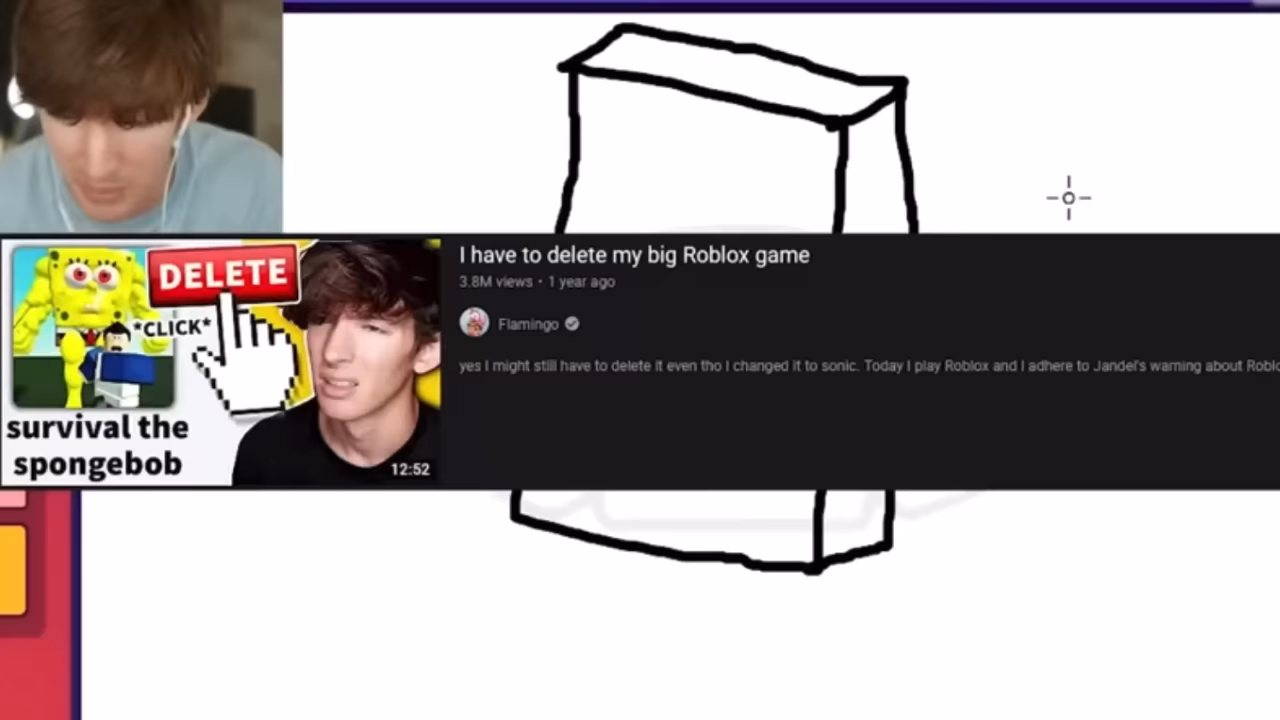 DELETE
*CLICK*
survival the
spongebob
12:52
I have to delete my big Roblox game
3.8M views • 1 year ago
Flamingo
yes I might still have to delete it even tho I changed it to sonic. Today I play Roblox and I adhere to Jandel's warning about Roblo